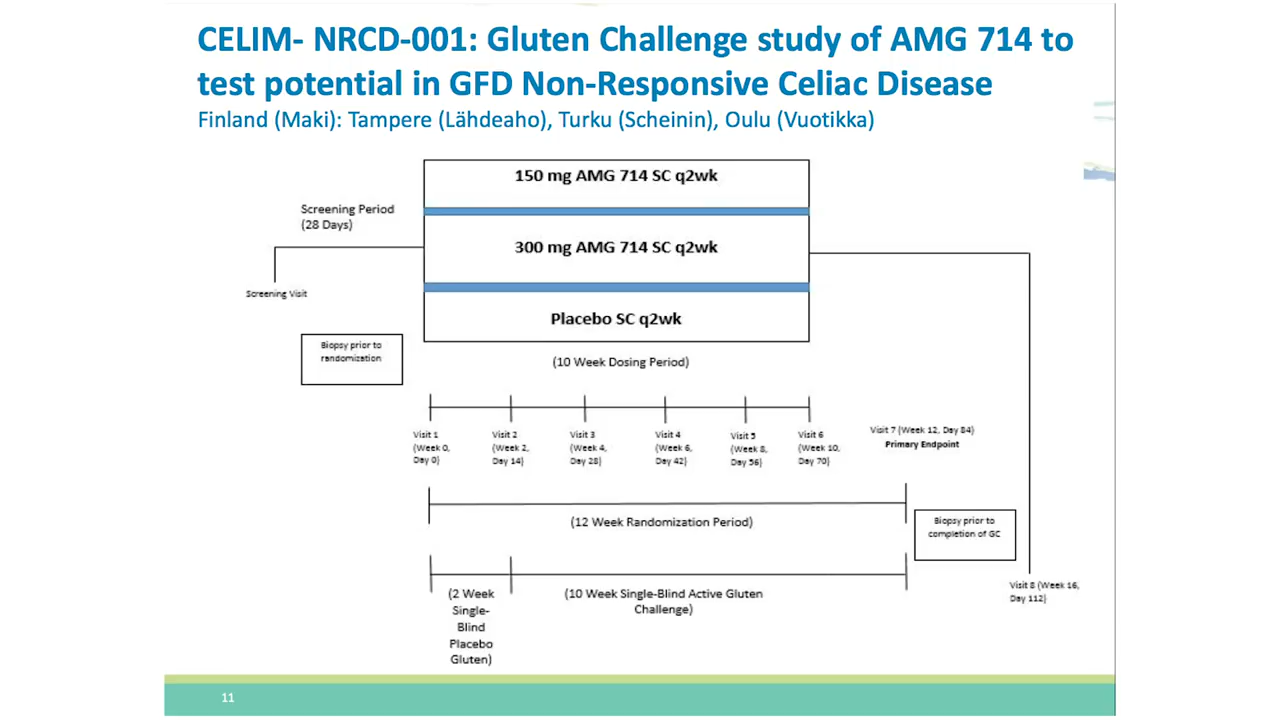 CELIM- NRCD-001: Gluten Challenge study of AMG 714 to
test potential in GFD Non-Responsive Celiac Disease
Finland (Maki): Tampere (Lähdeaho), Turku (Scheinin), Oulu (Vuotikka)
150 mg AMG 714 SC q2wk
Screening Period
(28 Days)
300 mg AMG 714 SC q2wk
Screening Visit
Placebo SC q2wk
Biopsy prior to
randomization
(10 Week Dosing Period)
Visit 1
(Week 0,
Day 0)
Visit 2
(Week 2,
Day 14)
Visit 3
(Week 4,
Day 28)
Visit 4
(Week 6,
Day 42)
Visit 5
(Week 8,
Day 56)
Visit 6
(Week 10,
Day 70)
Visit 7 (Week 12, Day 84)
Primary Endpoint
(12 Week Randomization Period)
Biopsy prior to
completion of GC
(2 Week
Single-
Blind
Placebo
Gluten)
(10 Week Single-Blind Active Gluten
Challenge)
Visit 8 (Week 16,
Day 112)
11